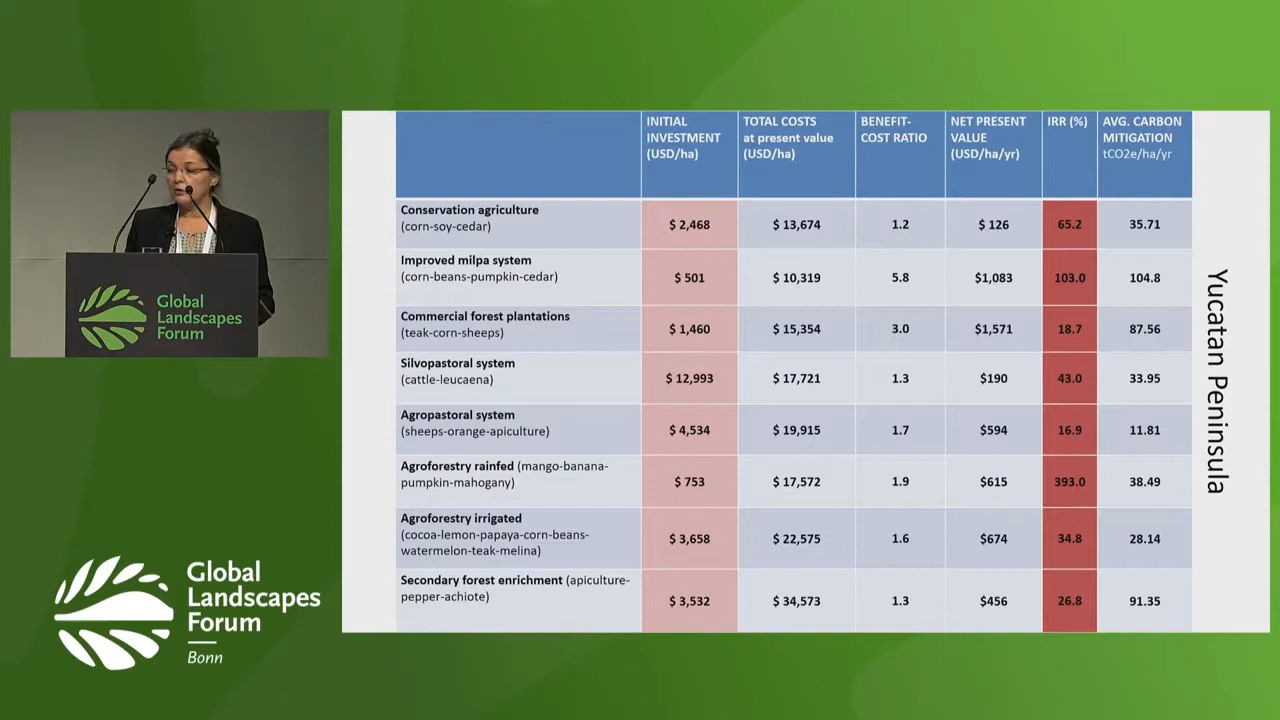 Global
Landscapes
Forum
Global
Landscapes
Forum
Bonn
INITIAL INVESTMENT (USD/ha) TOTAL COSTS at present value (USD/ha) BENEFIT-COST RATIO NET PRESENT VALUE (USD/ha/yr) IRR (%) AVG. CARBON MITIGATION tCO2e/ha/yr
Conservation agriculture
(corn-soy-cedar) $ 2,468 $ 13,674 1.2 $ 126 65.2 35.71
Improved milpa system
(corn-beans-pumpkin-cedar) $ 501 $ 10,319 5.8 $1,083 103.0 104.8
Commercial forest plantations
(teak-corn-sheeps) $ 1,460 $ 15,354 3.0 $1,571 18.7 87.56
Silvopastoral system
(cattle-leucaena) $ 12,993 $ 17,721 1.3 $190 43.0 33.95
Agropastoral system
(sheeps-orange-apiculture) $ 4,534 $ 19,915 1.7 $594 16.9 11.81
Agroforestry rainfed (mango-banana-
pumpkin-mahogany) $ 753 $ 17,572 1.9 $615 393.0 38.49
Agroforestry irrigated
(cocoa-lemon-papaya-corn-beans-
watermelon-teak-melina) $ 3,658 $ 22,575 1.6 $674 34.8 28.14
Secondary forest enrichment (apiculture-
pepper-achiote) $ 3,532 $ 34,573 1.3 $456 26.8 91.35
Yucatan Peninsula